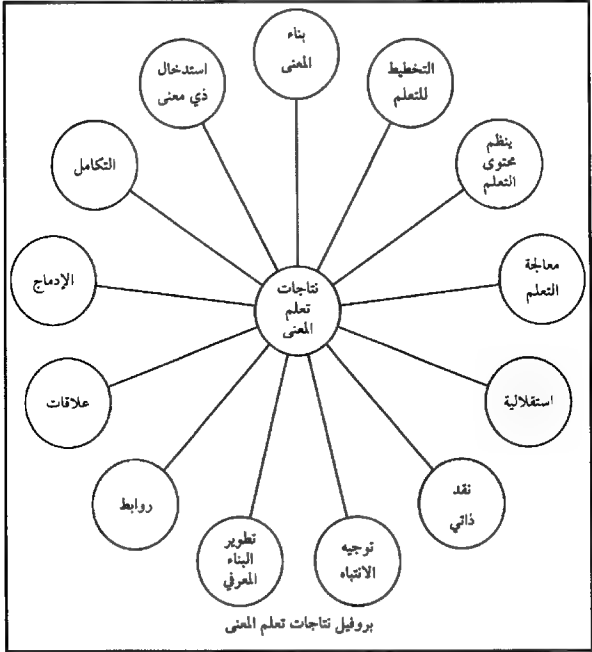 بناء
المعنى
التخطيط
للتعلم
ينظم
محتوى
التعلم
معالجة
التعلم
استقلالية
نقد
ذاتي
توجيه
الانتباه
تطوير
البناء
المعرفي
روابط
علاقات
الإدماج
التكامل
استدخال
ذي معنى
نتاجات
تعلم
المعنى
بروفيل نتاجات تعلم المعنى